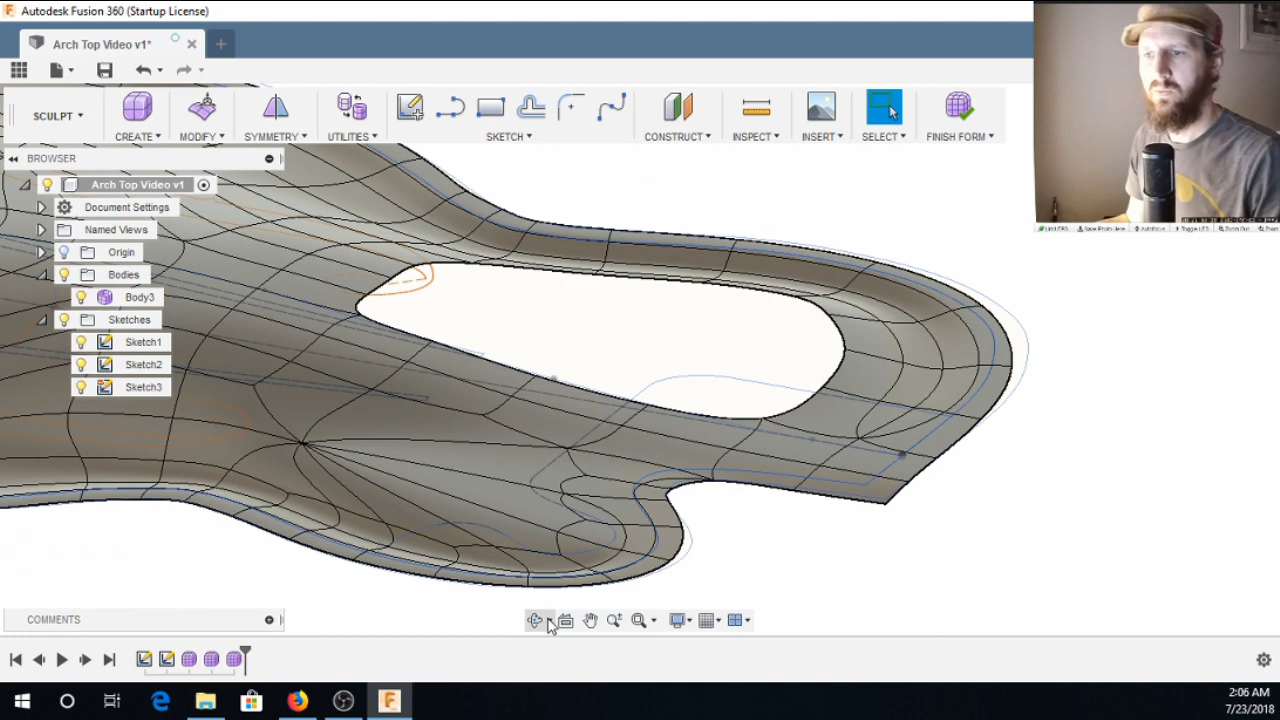 Autodesk Fusion 360 (Startup License)
Arch Top Video v1*
SCULPT
CREATE
MODIFY
SYMMETRY
UTILITIES
SKETCH
CONSTRUCT
INSPECT
INSERT
SELECT
FINISH FORM
BROWSER
Arch Top Video v1
Document Settings
Named Views
Origin
Bodies
Body3
Sketches
Sketch1
Sketch2
Sketch3
COMMENTS
2:06 AM
7/23/2018